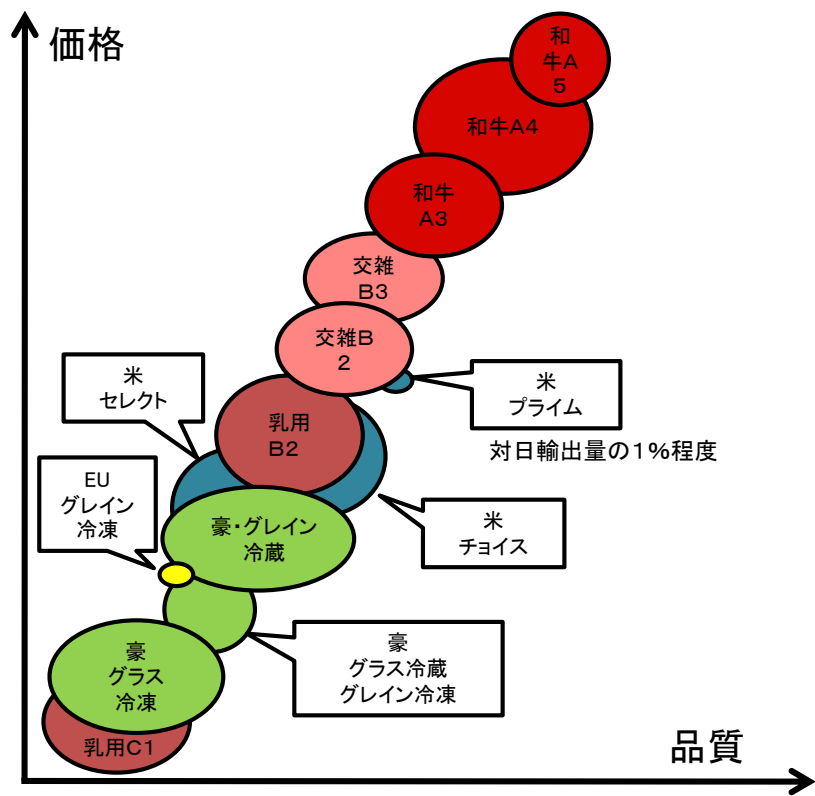 価格
和
牛A
5
和牛A4
和牛
A3
交雑
B3
交雑B
2
米
セレクト
米
プライム
乳用
B2
対日輸出量の1%程度
EU
グレイン
冷凍
米
チョイス
豪・グレイン
冷蔵
豪
グラス冷蔵
グレイン冷凍
豪
グラス
冷凍
乳用C1
品質